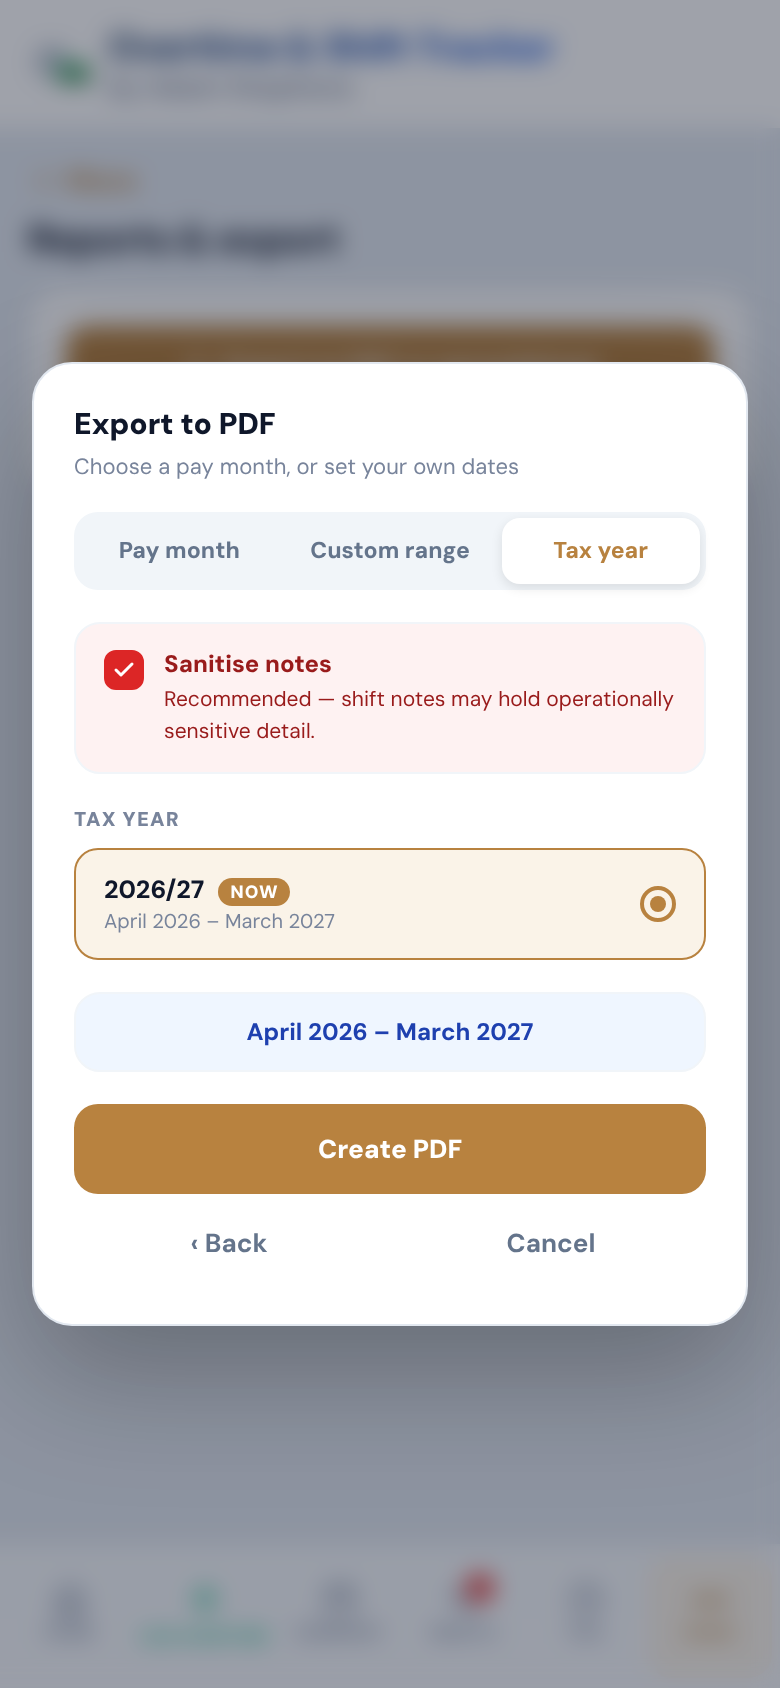 Reports & export
Export to PDF
Choose a pay month, or set your own dates
Pay month
Custom range
Tax year
Sanitise notes
Recommended — shift notes may hold operationally
sensitive detail.
TAX YEAR
2026/27 NOW
April 2026 – March 2027
April 2026 – March 2027
Create PDF
‹ Back
Cancel